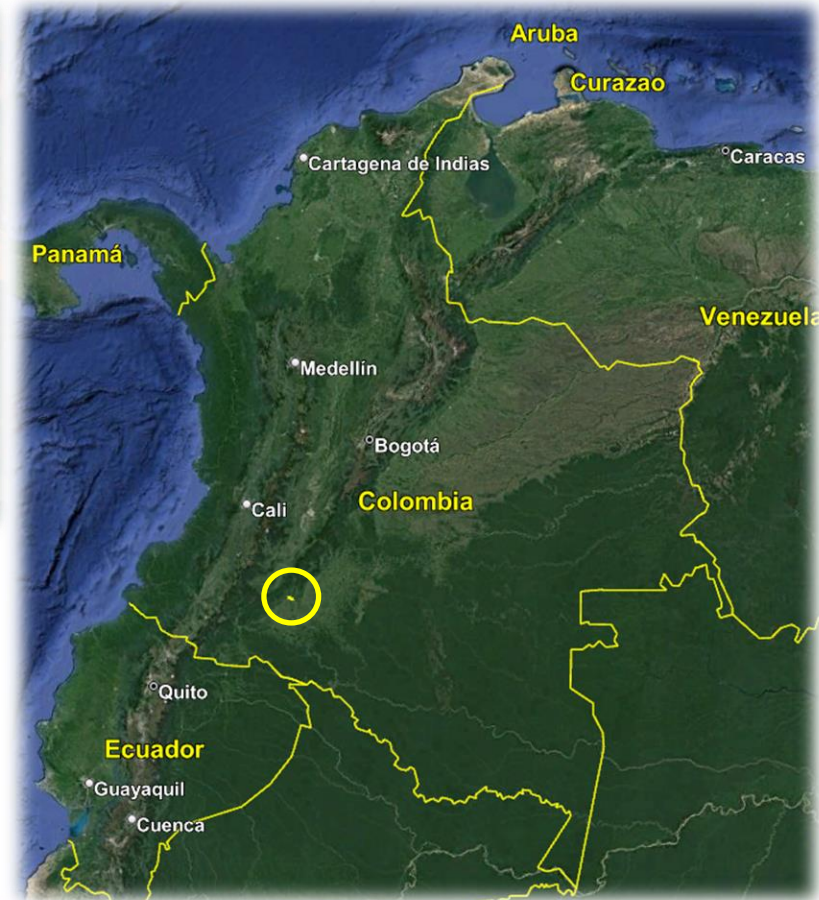 Aruba
Curazao
Caracas
Cartagena de Indias
Panamá
Venezuela
Medellín
Bogotá
Colombia
Cali
Quito
Ecuador
Guayaquil
Cuenca